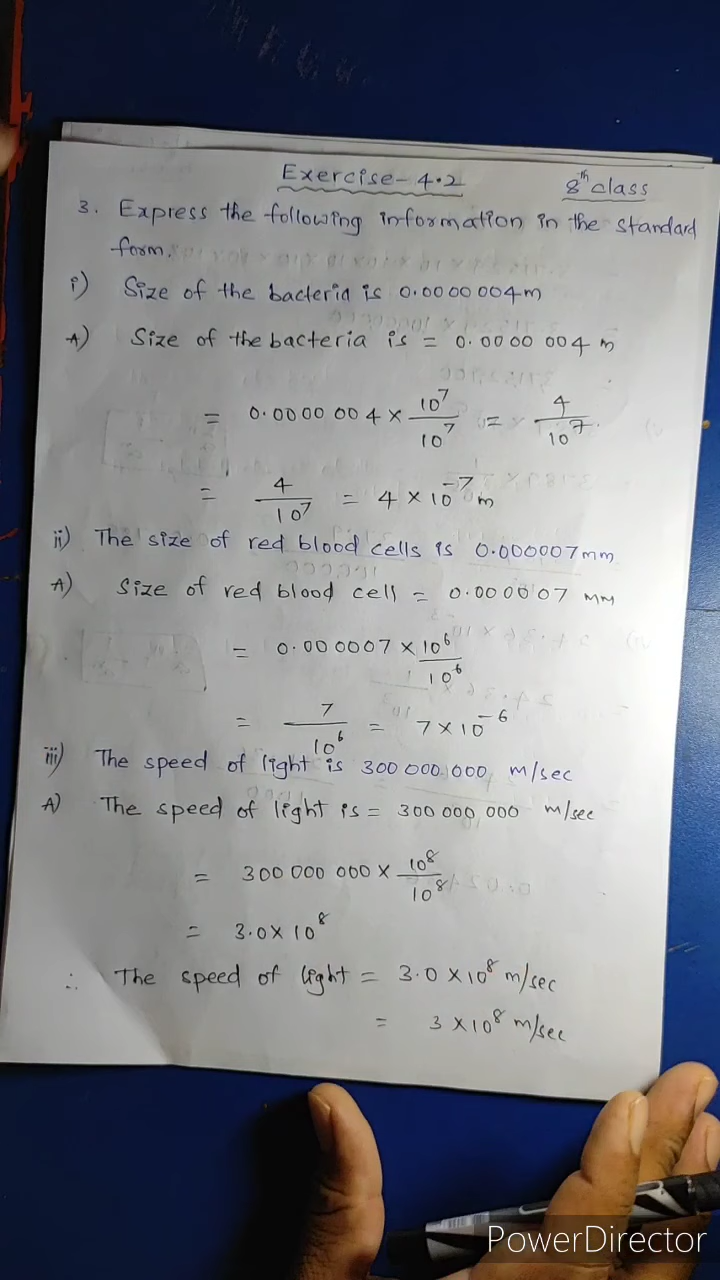 Exercise-4.2
8th class
3. Express the following information in the standard
form.
i) Size of the bacteria is 0.0000004m
A) Size of the bacteria is = 0.0000 004 m
= 0.0000 004 × 10^7/10^7 = 4/10^7.
= 4/10^7 = 4 × 10^-7 m
ii) The size of red blood cells is 0.000007mm
A) Size of red blood cell = 0.000007 mm
= 0.000007 × 10^6/10^6
= 7/10^6 = 7 × 10^-6
iii) The speed of light is 300 000 000 m/sec
A) The speed of light is = 300 000 000 m/sec
= 300 000 000 × 10^8/10^8
= 3.0 × 10^8
∴ The speed of light = 3.0 × 10^8 m/sec
= 3 × 10^8 m/sec
PowerDirector